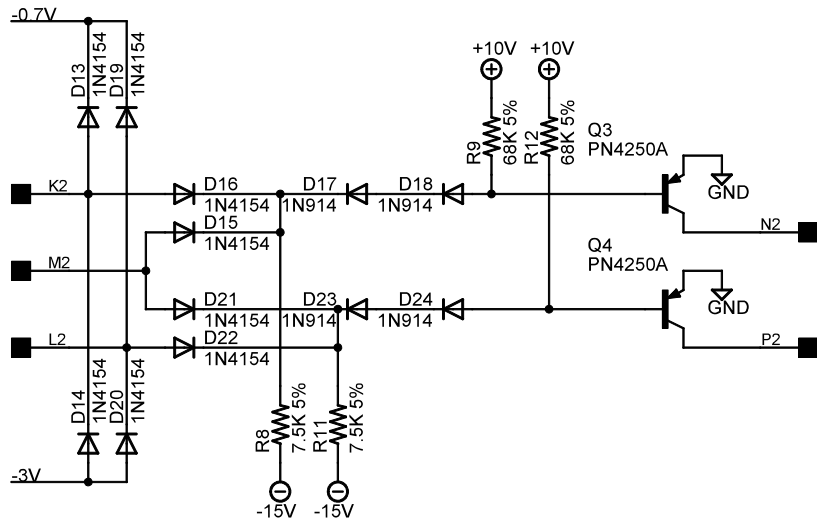 -0.7V
D13
1N4154
D19
1N4154
+10V
+10V
R9
68K 5%
R12
68K 5%
Q3
PN4250A
K2
D16
1N4154
D17
1N914
D18
1N914
GND
N2
D15
1N4154
M2
Q4
PN4250A
D21
1N4154
D23
1N914
D24
1N914
GND
L2
D22
1N4154
P2
D14
1N4154
D20
1N4154
R8
7.5K 5%
R11
7.5K 5%
-3V
-15V
-15V